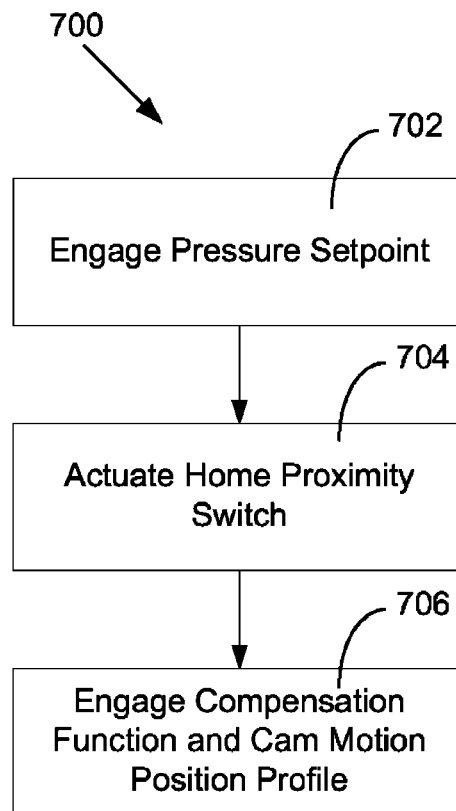 700
702
Engage Pressure Setpoint
704
Actuate Home Proximity
Switch
706
Engage Compensation
Function and Cam Motion
Position Profile